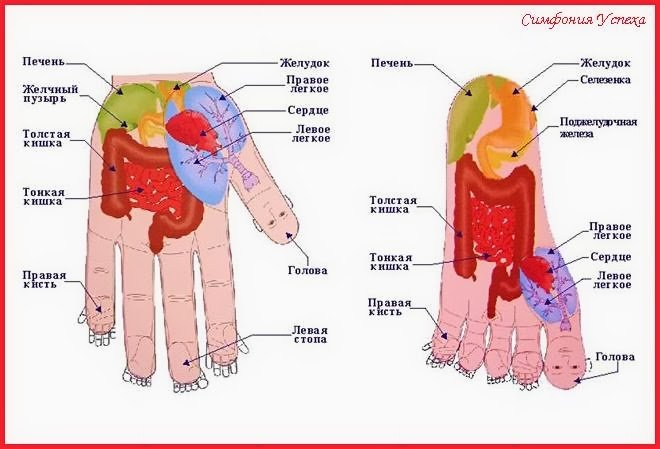 Симфония Успеха
Печень
Желчный
пузырь
Толстая
кишка
Тонкая
кишка
Правая
кисть
Желудок
Правое
легкое
Сердце
Левое
легкое
Голова
Левая
стопа
Печень
Желудок
Селезенка
Поджелудочная
железа
Толстая
кишка
Тонкая
кишка
Правая
кисть
Правое
легкое
Сердце
Левое
легкое
Голова